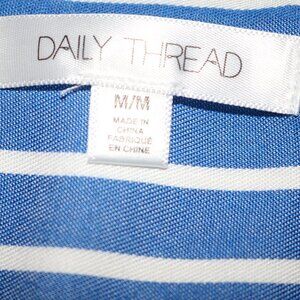 DAILY THREAD
M/M
MADE IN
CHINA
FABRIQUÉ
EN CHINE